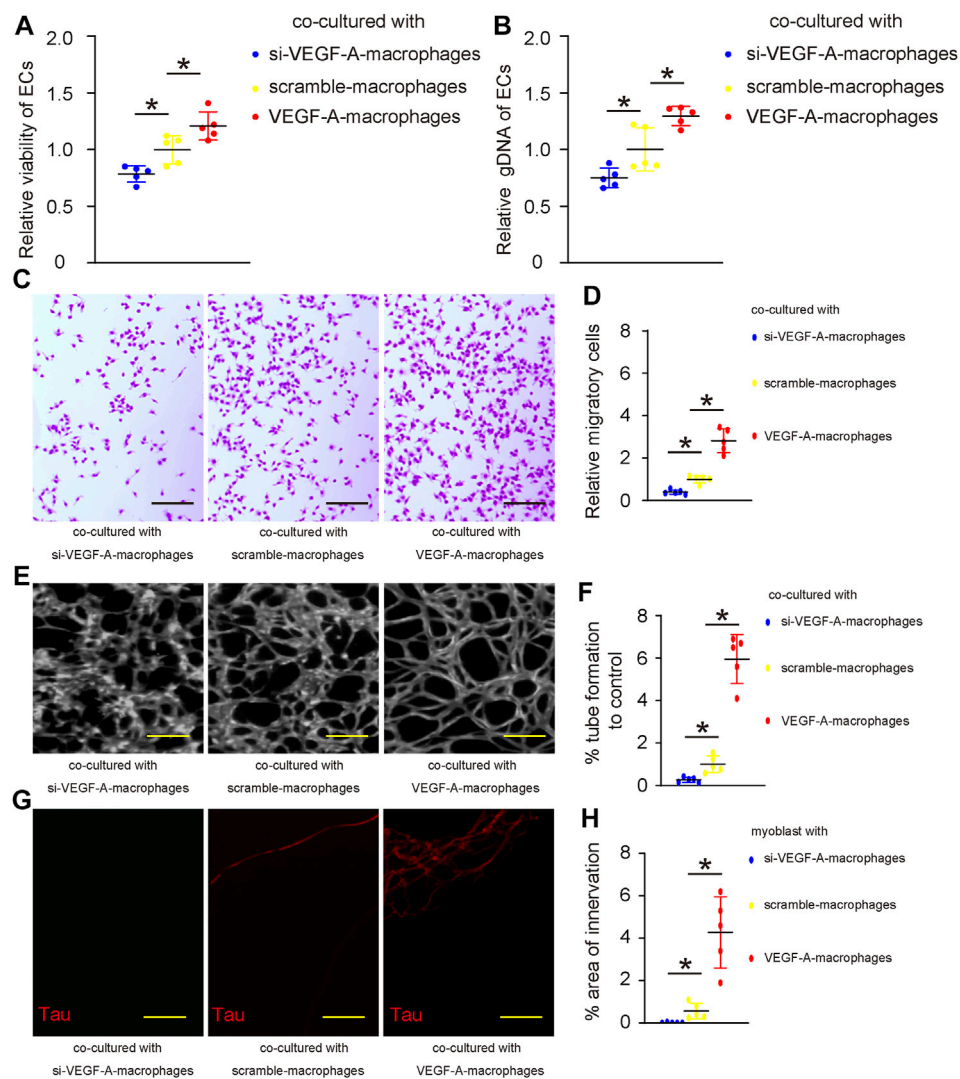 A
co-cultured with
si-VEGF-A-macrophages
scramble-macrophages
VEGF-A-macrophages
Relative viability of ECs
2.0
1.5
1.0
0.5
0
*
*
B
co-cultured with
si-VEGF-A-macrophages
scramble-macrophages
VEGF-A-macrophages
Relative gDNA of ECs
2.0
1.5
1.0
0.5
0
*
*
C
co-cultured with
si-VEGF-A-macrophages
co-cultured with
scramble-macrophages
co-cultured with
VEGF-A-macrophages
D
co-cultured with
si-VEGF-A-macrophages
scramble-macrophages
VEGF-A-macrophages
Relative migratory cells
8
6
4
2
0
*
*
E
co-cultured with
si-VEGF-A-macrophages
co-cultured with
scramble-macrophages
co-cultured with
VEGF-A-macrophages
F
co-cultured with
si-VEGF-A-macrophages
scramble-macrophages
VEGF-A-macrophages
% tube formation
to control
8
6
4
2
0
*
*
G
Tau
Tau
Tau
co-cultured with
si-VEGF-A-macrophages
co-cultured with
scramble-macrophages
co-cultured with
VEGF-A-macrophages
H
myoblast with
si-VEGF-A-macrophages
scramble-macrophages
VEGF-A-macrophages
% area of innervation
8
6
4
2
0
*
*